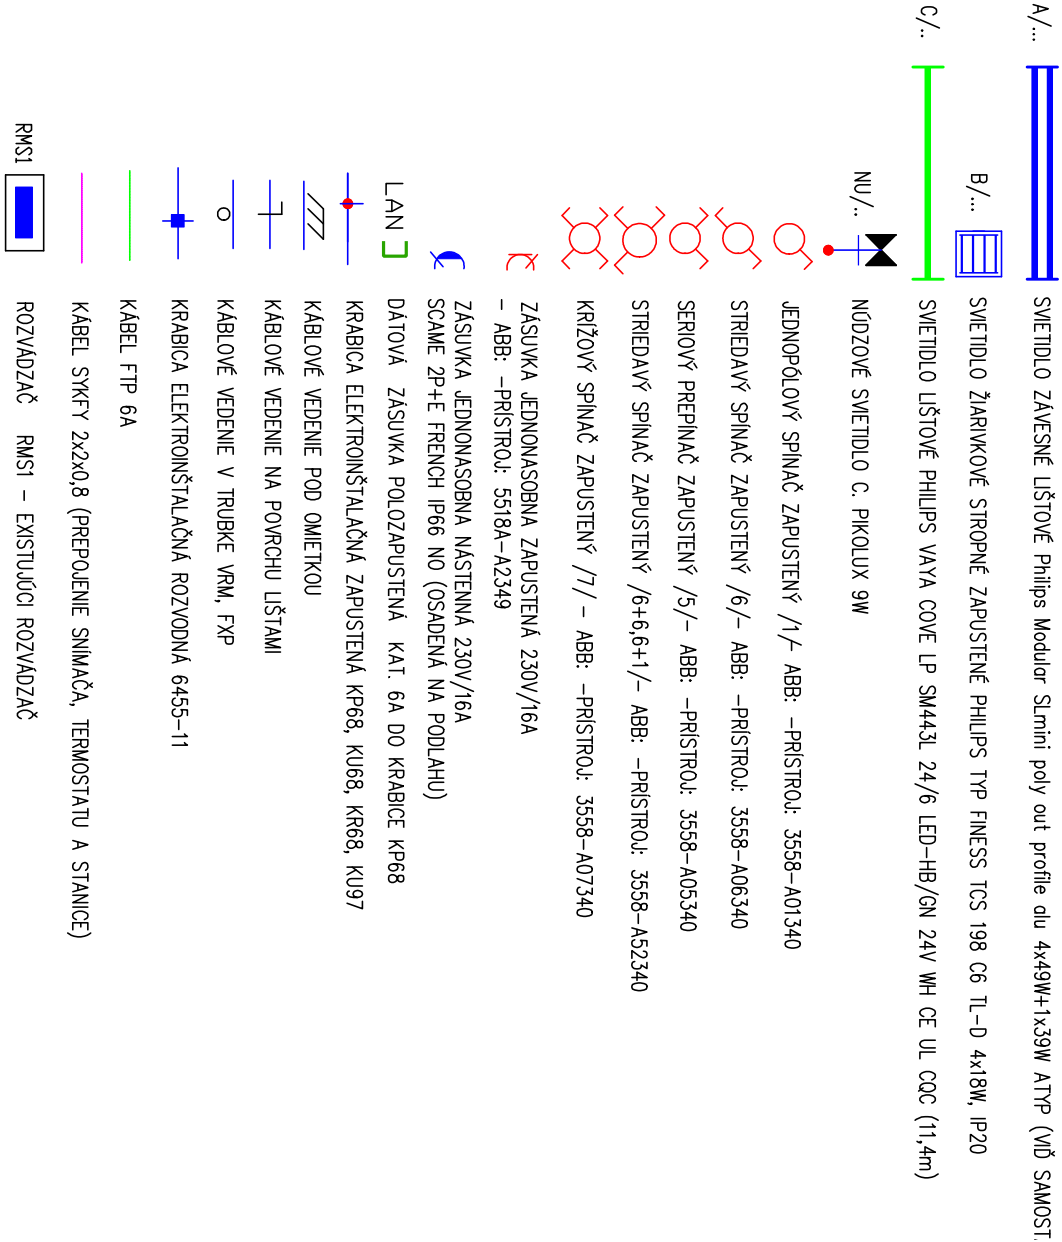 A/... SVIETIDLO ZÁVESNÉ LIŠTOVÉ Philips Modular SLmini poly out profile alu 4x49W+1x39W ATYP (VIĎ
B/... SVIETIDLO ŽIARIVKOVÉ STROPNÉ ZAPUSTENÉ PHILIPS TYP FINESS TCS 198 C6 TL-D 4x18W, IP20
C/.. SVIETIDLO LIŠTOVÉ PHILIPS VAYA COVE LP SM443L 24/6 LED-HB/GN 24V WH CE UL CQC (11,4m)
NU/.. NÚDZOVÉ SVIETIDLO C. PIKOLUX 9W
JEDNOPÓLOVÝ SPÍNAČ ZAPUSTENÝ /1/- ABB: -PRÍSTROJ: 3558-A01340
STRIEDAVÝ SPÍNAČ ZAPUSTENÝ /6/- ABB: -PRÍSTROJ: 3558-A06340
SERIOVÝ PREPÍNAČ ZAPUSTENÝ /5/- ABB: -PRÍSTROJ: 3558-A05340
STRIEDAVÝ SPÍNAČ ZAPUSTENÝ /6+6,6+1/- ABB: -PRÍSTROJ: 3558-A52340
KRIŽOVÝ SPÍNAČ ZAPUSTENÝ /7/ - ABB: -PRÍSTROJ: 3558-A07340
ZÁSUVKA JEDNONASOBNA ZAPUSTENÁ 230V/16A
- ABB: -PRÍSTROJ: 5518A-A2349
ZÁSUVKA JEDNONASOBNA NÁSTENNÁ 230V/16A
SCAME 2P+E FRENCH IP66 NO (OSADENÁ NA PODLAHU)
LAN DÁTOVÁ ZÁSUVKA POLOZAPUSTENÁ KAT. 6A DO KRABICE KP68
KRABICA ELEKTROINŠTALAČNÁ ZAPUSTENÁ KP68, KU68, KR68, KU97
KÁBLOVÉ VEDENIE POD OMIETKOU
KÁBLOVÉ VEDENIE NA POVRCHU LIŠTAMI
KÁBLOVÉ VEDENIE V TRUBKE VRM, FXP
KRABICA ELEKTROINŠTALAČNÁ ROZVODNÁ 6455-11
KÁBEL FTP 6A
KÁBEL SYKFY 2x2x0,8 (PREPOJENIE SNÍMAČA, TERMOSTATU A STANICE)
RMS1 ROZVÁDZAČ RMS1 - EXISTUJÚCI ROZVÁDZAČ